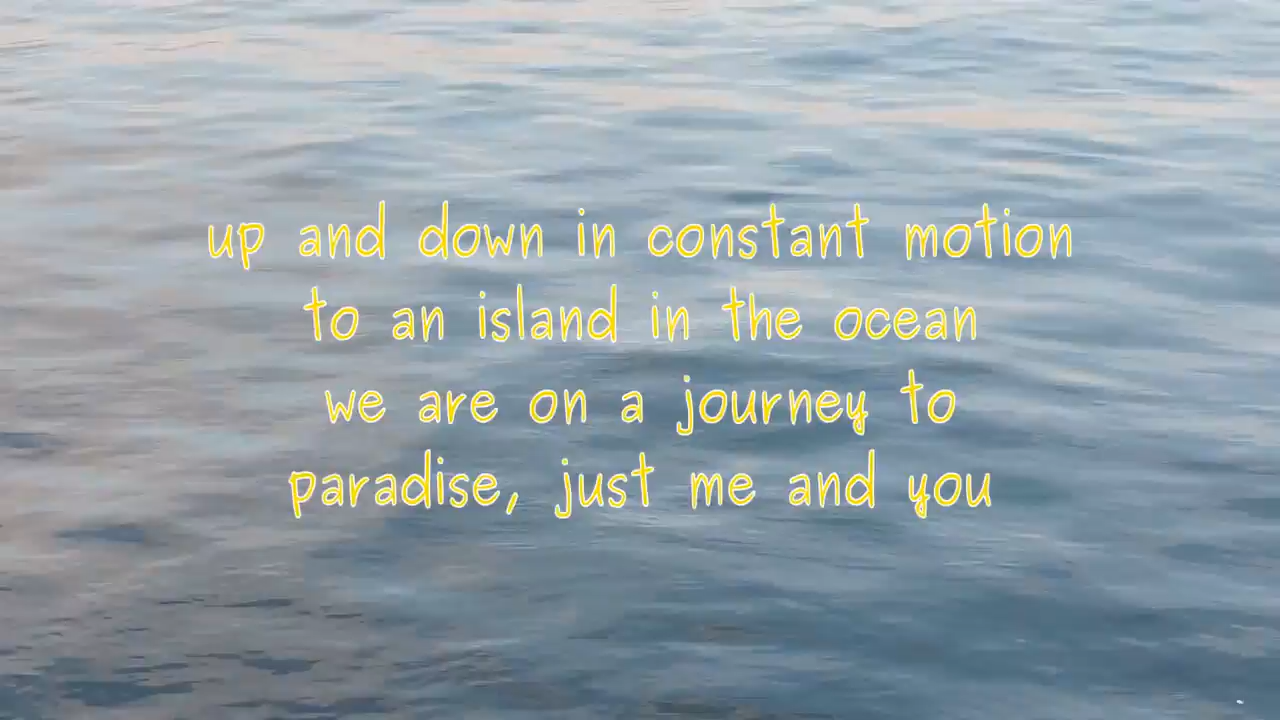 up and down in constant motion
to an island in the ocean
we are on a journey to
paradise, just me and you